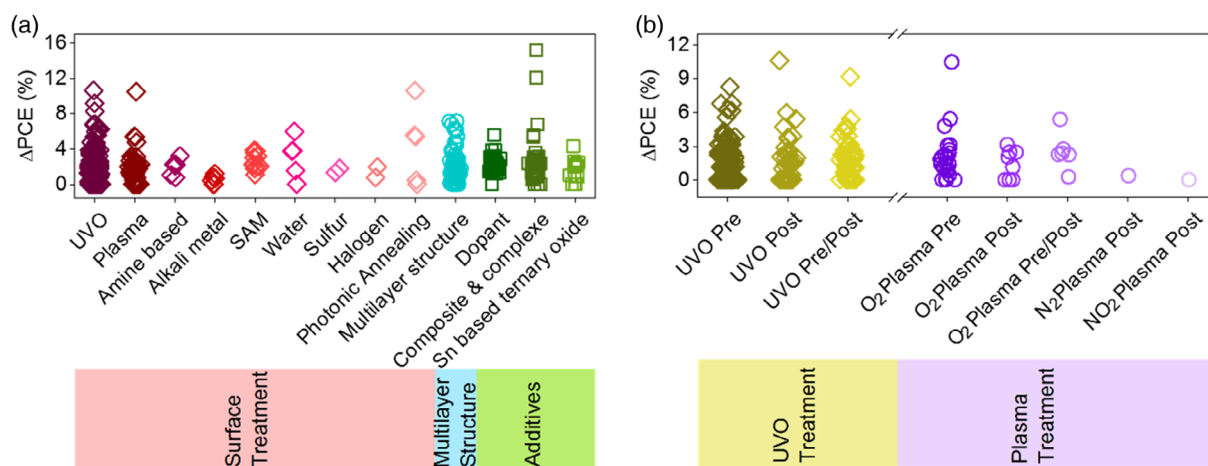 (a)
ΔPCE (%)
16
12
8
4
0
UVO
Plasma
Amine based
Alkali metal
SAM
Water
Sulfur
Halogen
Photonic Annealing
Multilayer structure
Dopant
Composite & complexe
Sn based ternary oxide
Surface
Treatment
Multilayer
Structure
Additives
(b)
ΔPCE (%)
12
9
6
3
0
UVO Pre
UVO Post
UVO Pre/Post
O₂ Plasma Pre
O₂ Plasma Post
O₂ Plasma Pre/Post
N₂ Plasma Post
NO₂ Plasma Post
UVO
Treatment
Plasma
Treatment